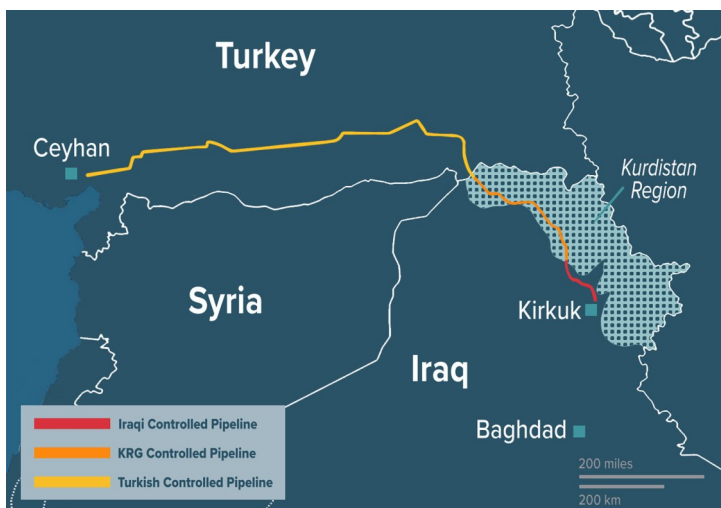 Turkey
Ceyhan
Kurdistan
Region
Syria
Kirkuk
Iraq
Baghdad
Iraqi Controlled Pipeline
KRG Controlled Pipeline
Turkish Controlled Pipeline
200 miles
200 km